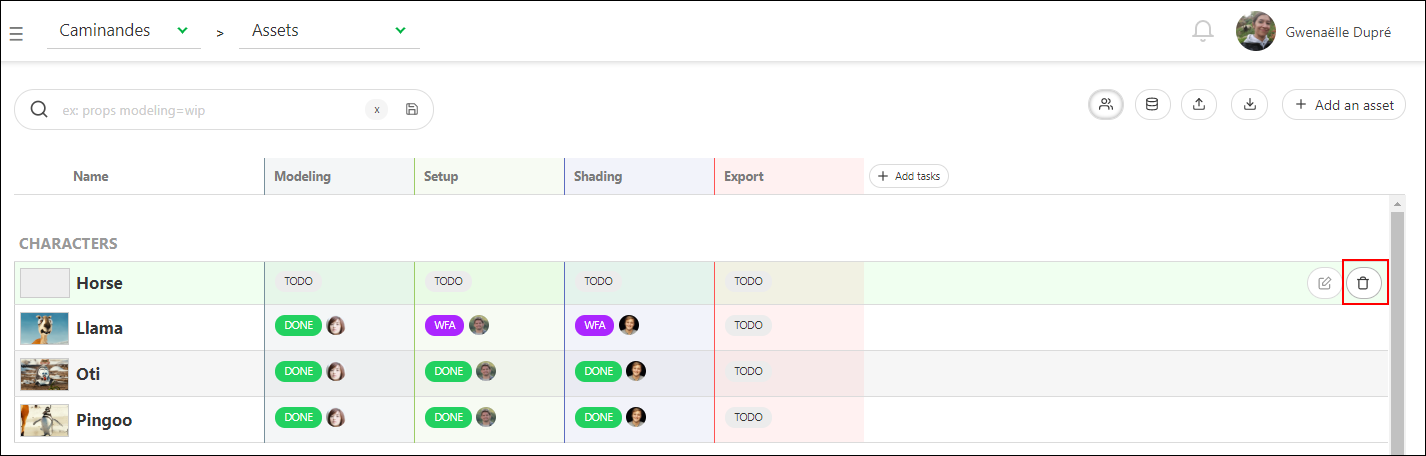 Caminandes > Assets Gwenaëlle Dupré
ex: props modeling=wip x + Add an asset
Name Modeling Setup Shading Export + Add tasks
CHARACTERS
Horse TODO TODO TODO TODO
Llama DONE WFA WFA TODO
Oti DONE DONE DONE TODO
Pingoo DONE DONE DONE TODO